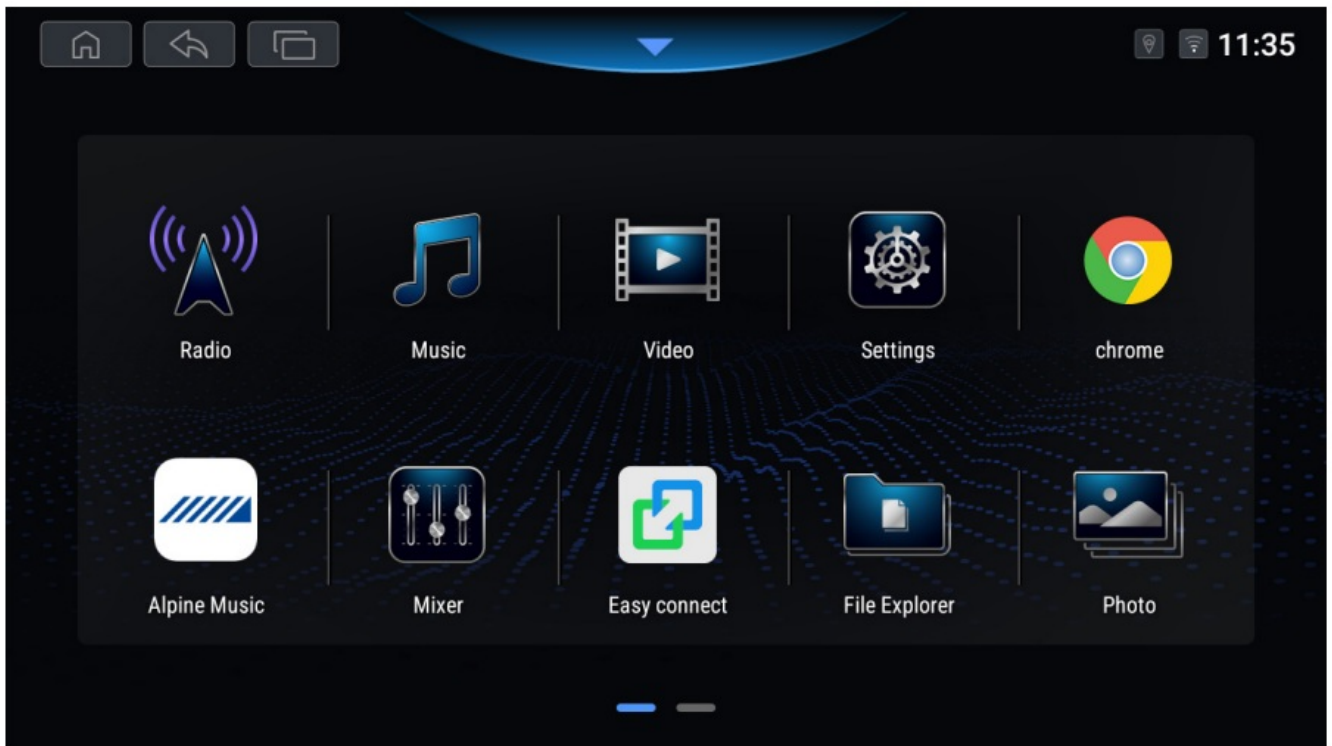 11:35
Radio
Music
Video
Settings
chrome
Alpine Music
Mixer
Easy connect
File Explorer
Photo